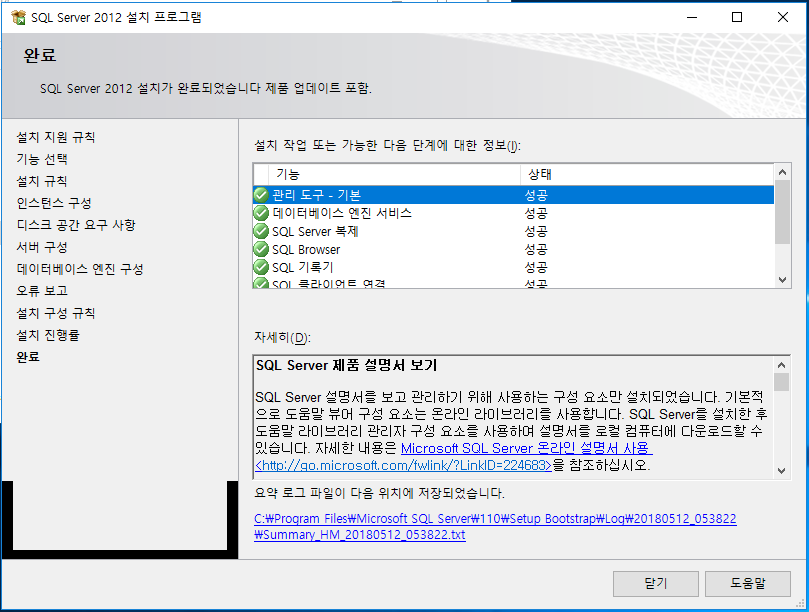 SQL Server 2012 설치 프로그램
완료
SQL Server 2012 설치가 완료되었습니다 제품 업데이트 포함.
설치 지원 규칙
기능 선택
설치 규칙
인스턴스 구성
디스크 공간 요구 사항
서버 구성
데이터베이스 엔진 구성
오류 보고
설치 구성 규칙
설치 진행률
완료
설치 작업 또는 가능한 다음 단계에 대한 정보(I):
기능 상태
관리 도구 - 기본 성공
데이터베이스 엔진 서비스 성공
SQL Server 복제 성공
SQL Browser 성공
SQL 기록기 성공
SQL 클라이언트 연결 성공
자세히(D):
SQL Server 제품 설명서 보기
SQL Server 설명서를 보고 관리하기 위해 사용하는 구성 요소만 설치되었습니다. 기본적
으로 도움말 뷰어 구성 요소는 온라인 라이브러리를 사용합니다. SQL Server를 설치한 후
도움말 라이브러리 관리자 구성 요소를 사용하여 설명서를 로컬 컴퓨터에 다운로드할 수
있습니다. 자세한 내용은 Microsoft SQL Server 온라인 설명서 사용
<http://go.microsoft.com/fwlink/?LinkID=224683>을 참조하십시오.
요약 로그 파일이 다음 위치에 저장되었습니다.
C:₩Program Files₩Microsoft SQL Server₩110₩Setup Bootstrap₩Log₩20180512_053822
₩Summary_HM_20180512_053822.txt
닫기
도움말